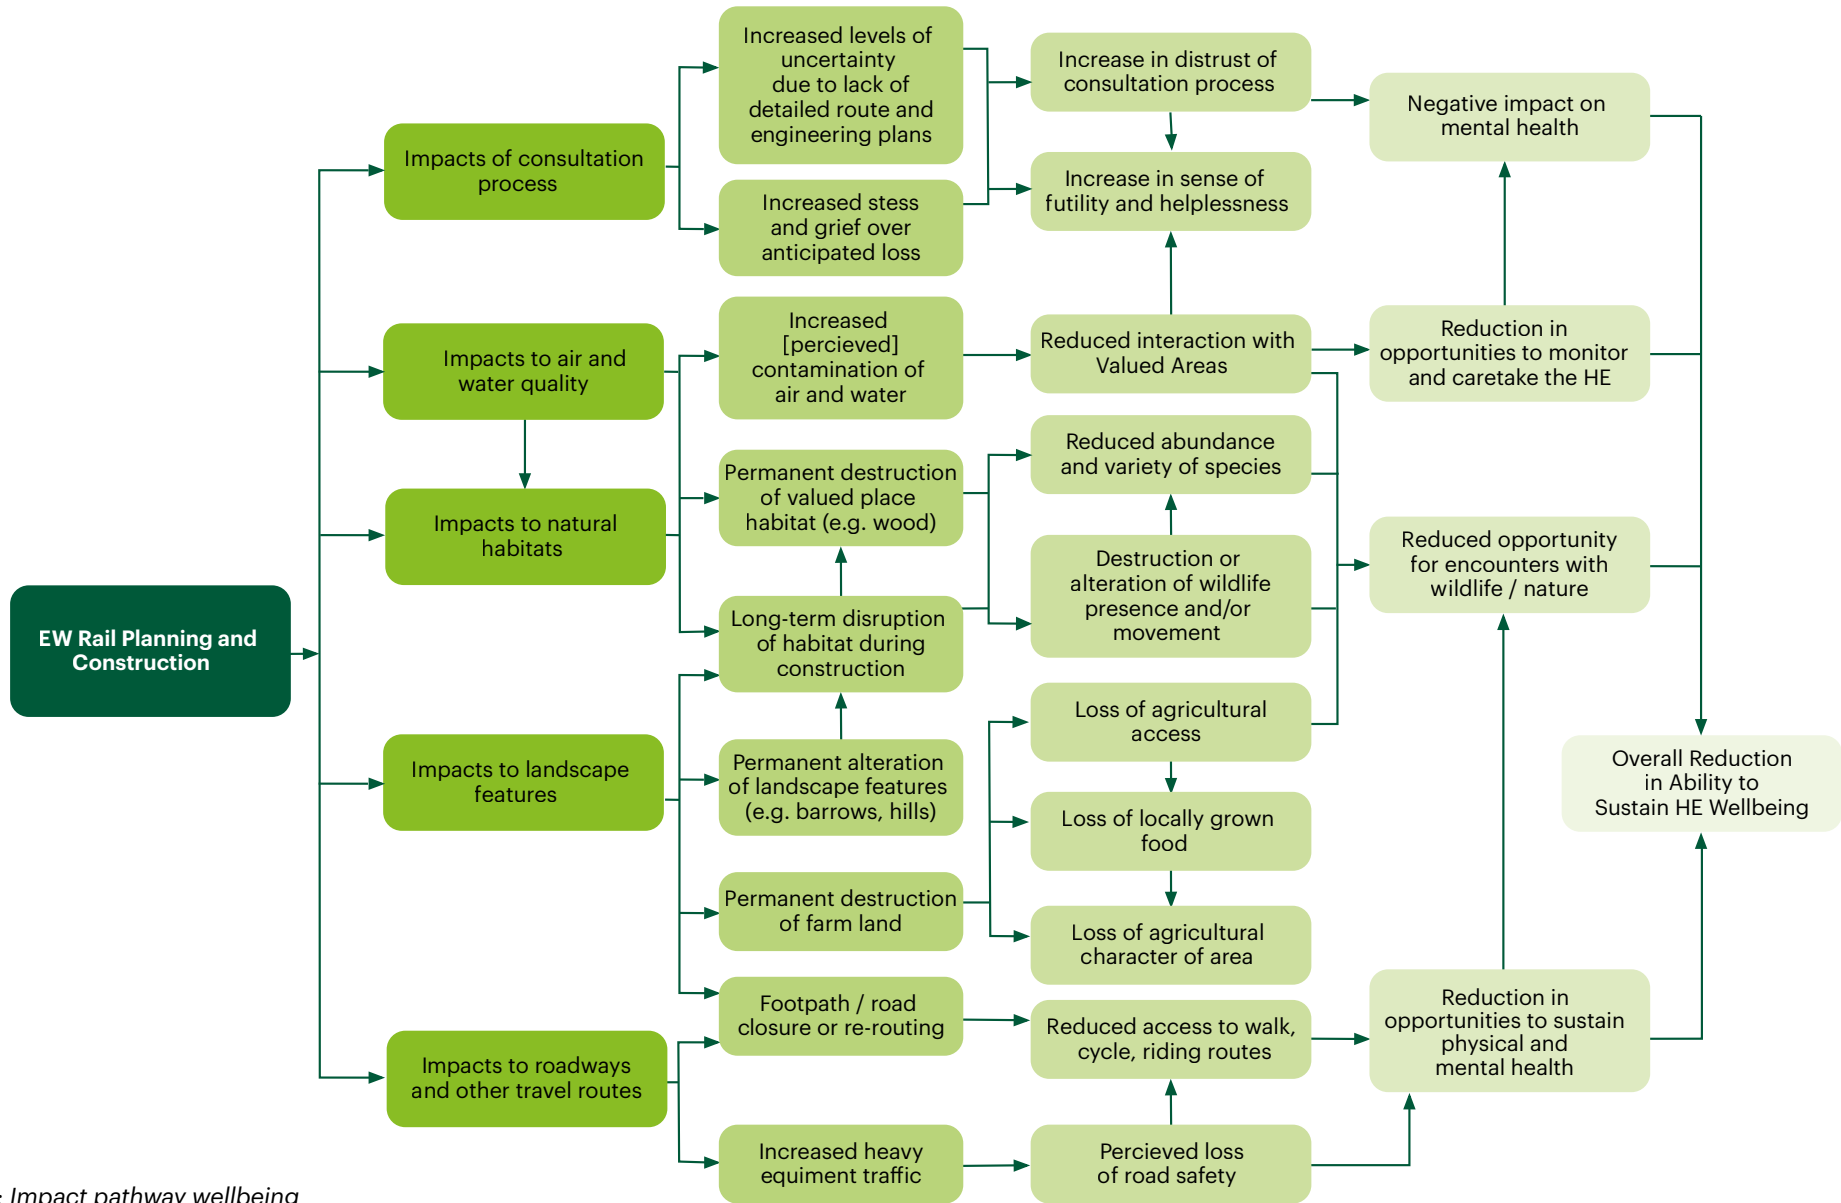 EW Rail Planning and
Construction
Impacts of consultation
process
Impacts to air and
water quality
Impacts to natural
habitats
Impacts to landscape
features
Impacts to roadways
and other travel routes
Increased levels of
uncertainty
due to lack of
detailed route and
engineering plans
Increased stess
and grief over
anticipated loss
Increased
[percieved]
contamination of
air and water
Permanent destruction
of valued place
habitat (e.g. wood)
Long-term disruption
of habitat during
construction
Permanent alteration
of landscape features
(e.g. barrows, hills)
Permanent destruction
of farm land
Footpath / road
closure or re-routing
Increased heavy
equiment traffic
Increase in distrust of
consultation process
Increase in sense of
futility and helplessness
Reduced interaction with
Valued Areas
Reduced abundance
and variety of species
Destruction or
alteration of wildlife
presence and/or
movement
Loss of agricultural
access
Loss of locally grown
food
Loss of agricultural
character of area
Reduced access to walk,
cycle, riding routes
Percieved loss
of road safety
Negative impact on
mental health
Reduction in
opportunities to monitor
and caretake the HE
Reduced opportunity
for encounters with
wildlife / nature
Reduction in
opportunities to sustain
physical and
mental health
Overall Reduction
in Ability to
Sustain HE Wellbeing
: Impact pathway wellbeing